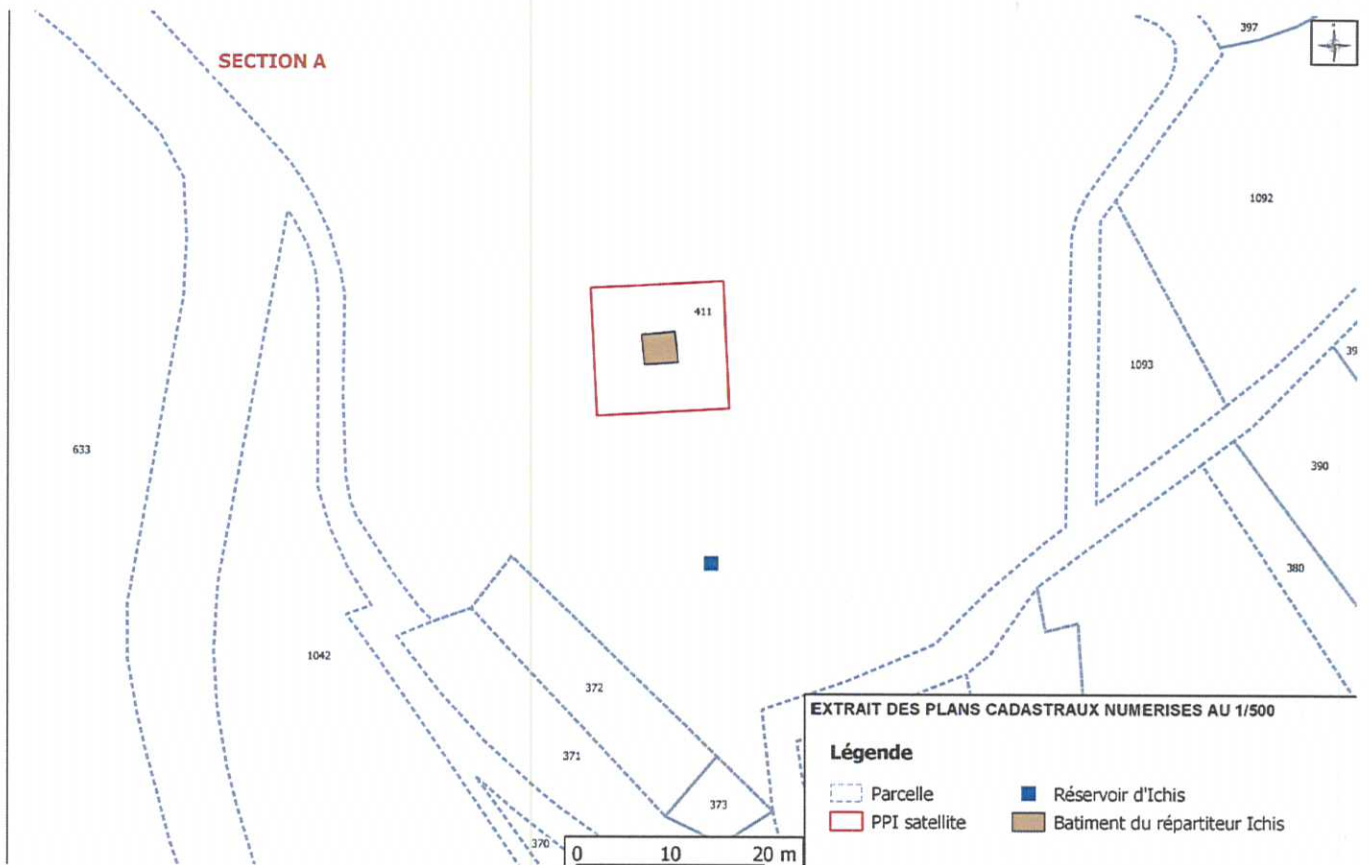 397
SECTION A
1092
411
39
1093
633
390
380
1042
372
EXTRAIT DES PLANS CADASTRAUX NUMERISES AU 1/500
Légende
371
Parcelle
Réservoir d'Ichis
373
PPI satellite
Batiment du répartiteur Ichis
370
0 10 20 m